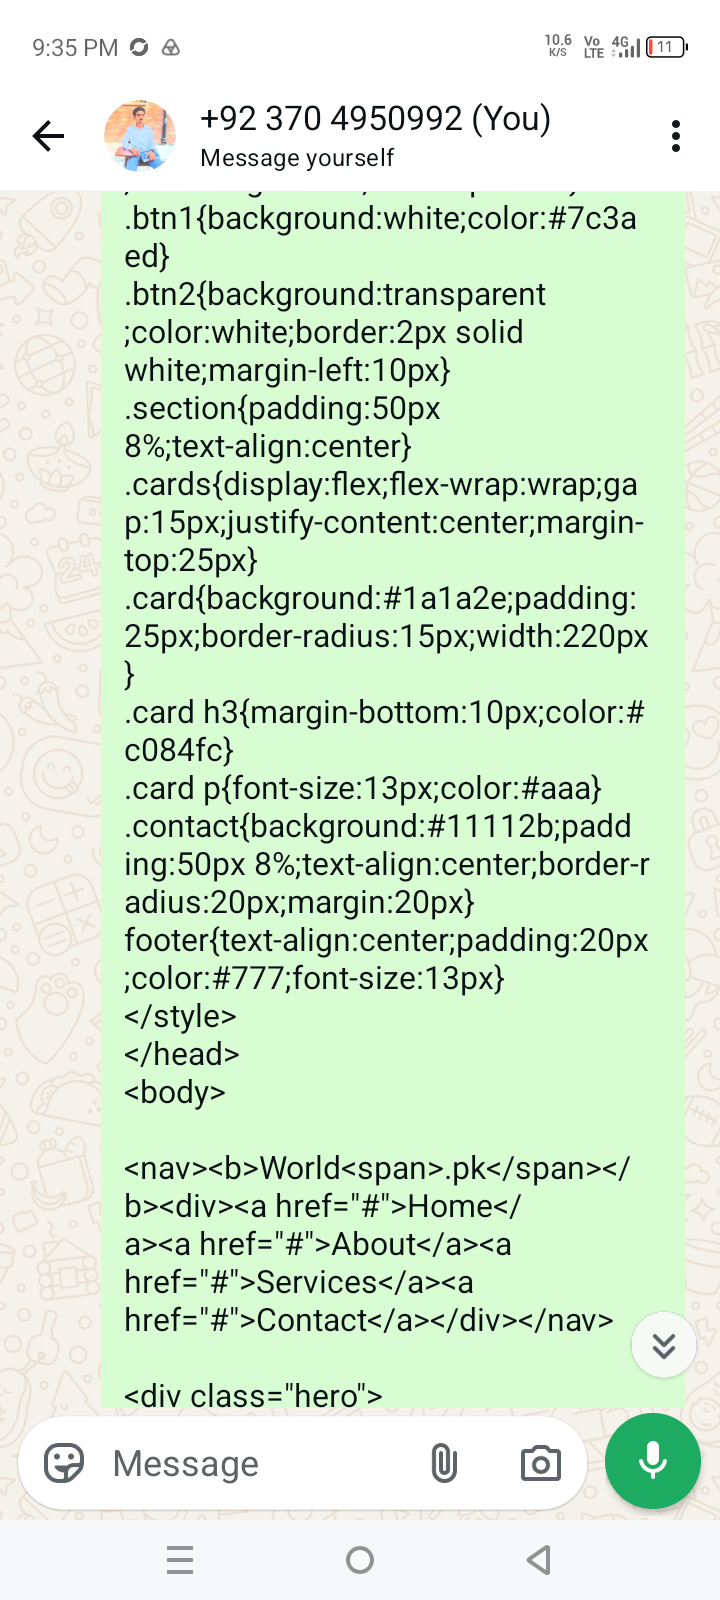 9:35 PM
10.6 K/S Vo LTE 4G 11
+92 370 4950992 (You)
Message yourself
.btn1{background:white;color:#7c3a
ed}
.btn2{background:transparent
;color:white;border:2px solid
white;margin-left:10px}
.section{padding:50px
8%;text-align:center}
.cards{display:flex;flex-wrap:wrap;ga
p:15px;justify-content:center;margin-
top:25px}
.card{background:#1a1a2e;padding:
25px;border-radius:15px;width:220px
}
.card h3{margin-bottom:10px;color:#
c084fc}
.card p{font-size:13px;color:#aaa}
.contact{background:#11112b;padd
ing:50px 8%;text-align:center;border-r
adius:20px;margin:20px}
footer{text-align:center;padding:20px
;color:#777;font-size:13px}
</style>
</head>
<body>

<nav><b>World<span>.pk</span></
b><div><a href="#">Home</
a><a href="#">About</a><a
href="#">Services</a><a
href="#">Contact</a></div></nav>

<div class="hero">
Message